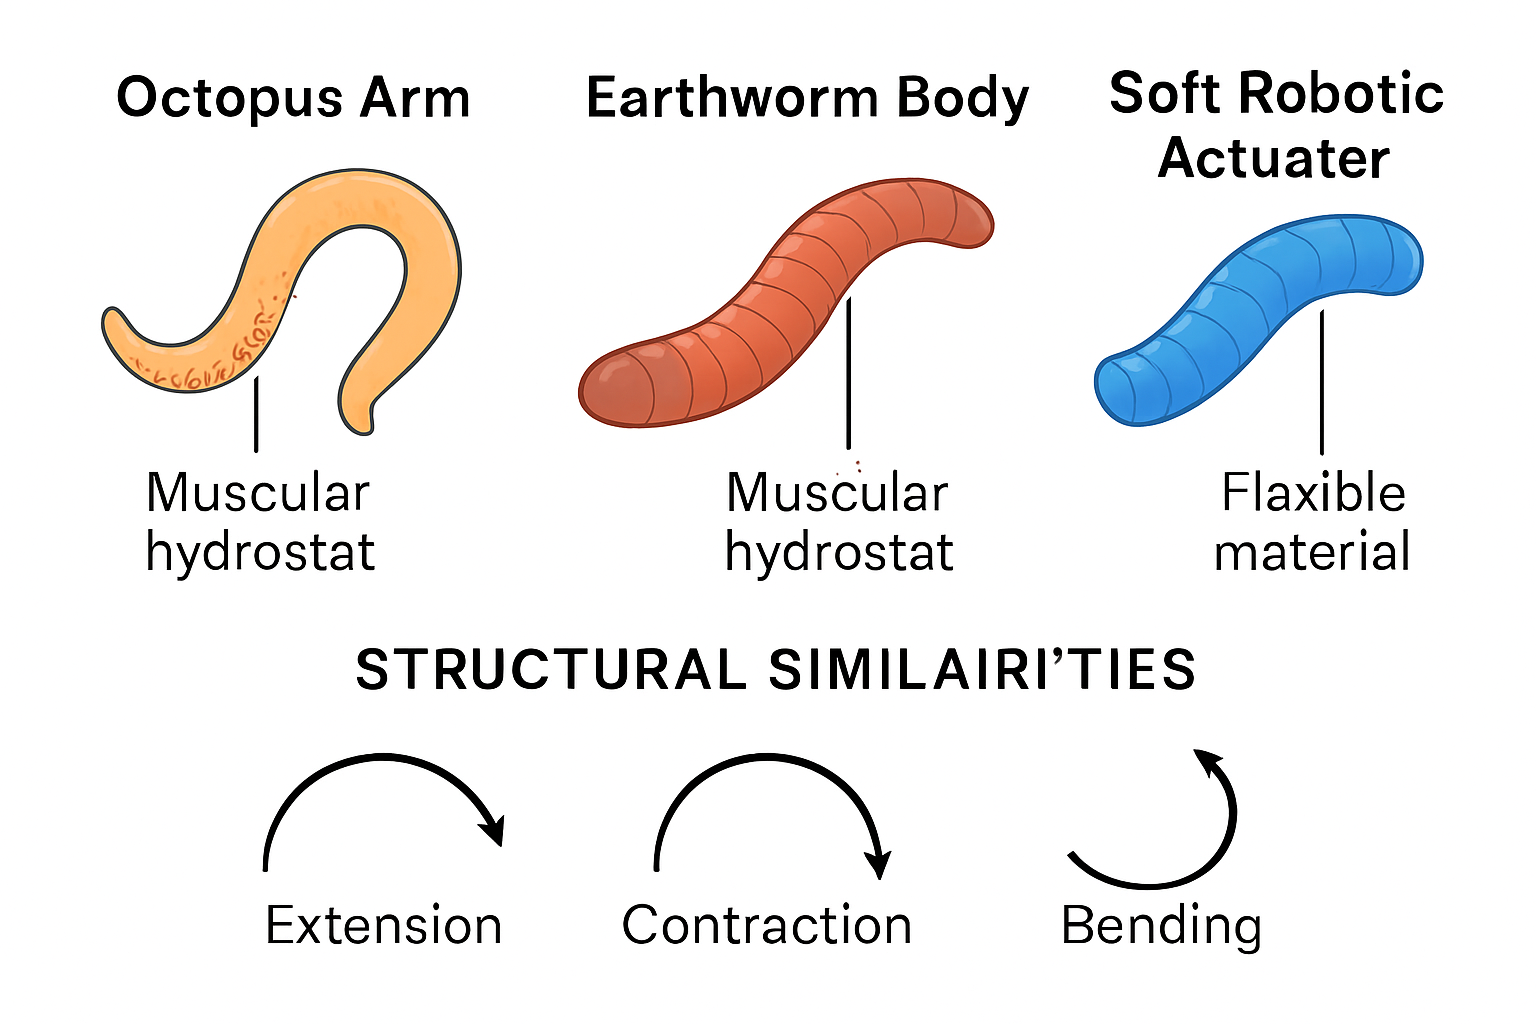 Octopus Arm
Earthworm Body
Soft Robotic
Actuater
Muscular
hydrostat
Muscular
hydrostat
Flaxible
material
STRUCTURAL SIMILAIRI’TIES
Extension
Contraction
Bending